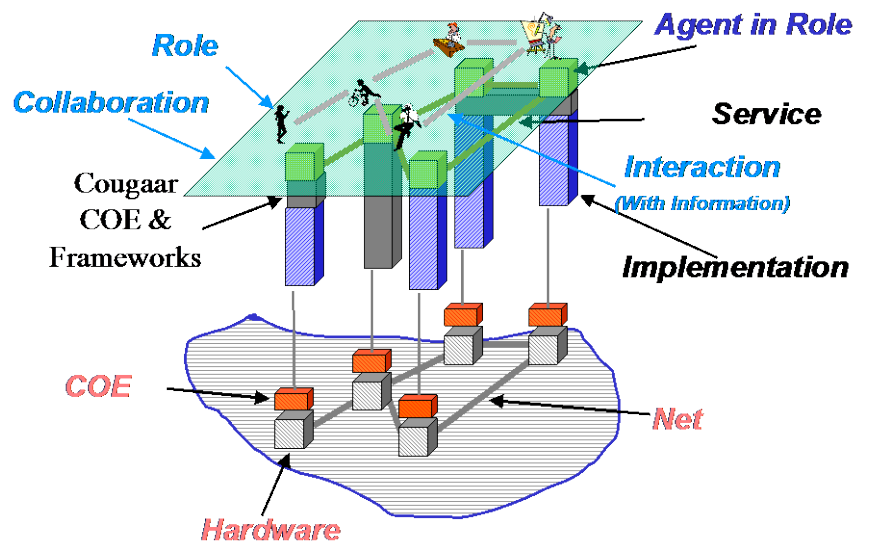 Role
Agent in Role
Collaboration
Service
Cougaar
COE &
Frameworks
Interaction
(With Information)
Implementation
COE
Net
Hardware